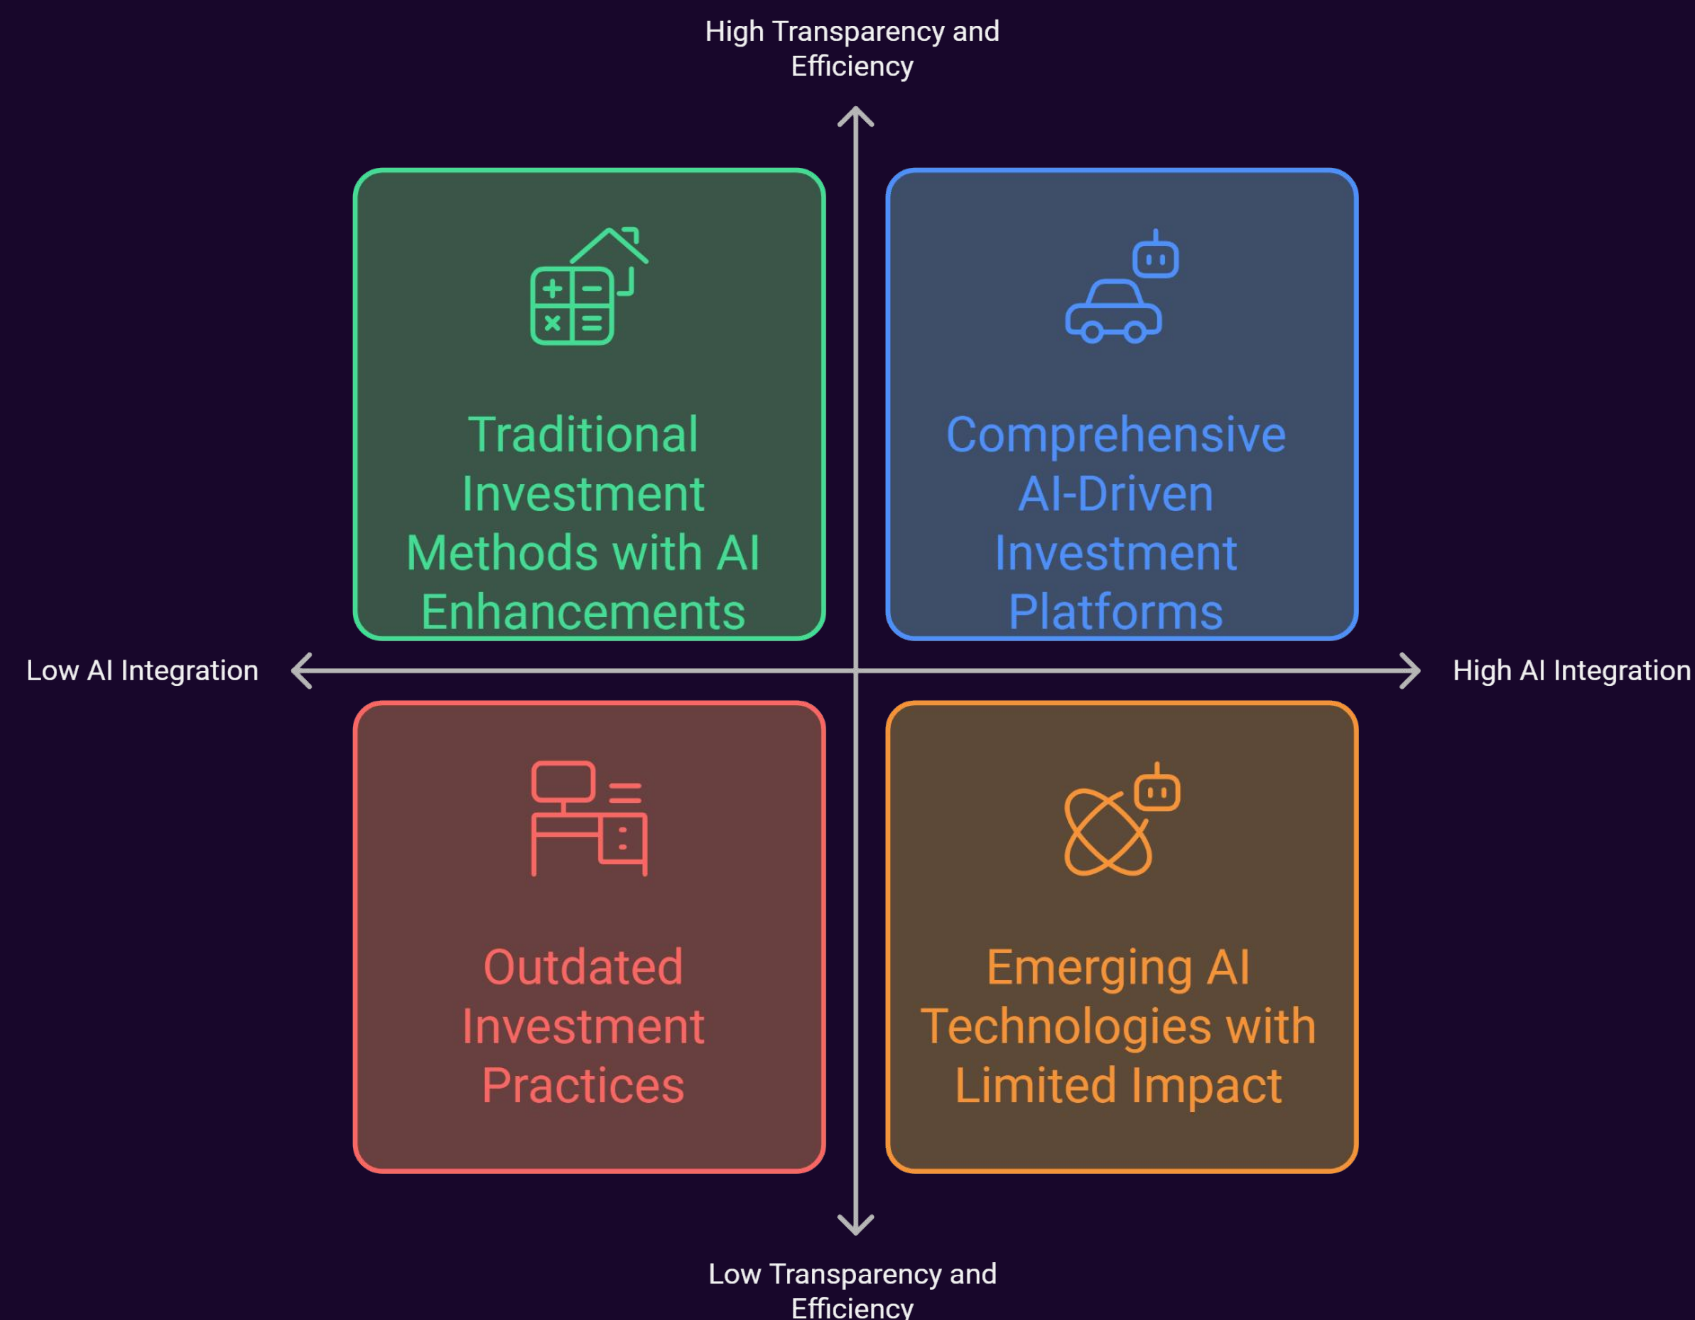 High Transparency and
Efficiency
Traditional
Investment
Methods with AI
Enhancements
Comprehensive
AI-Driven
Investment
Platforms
Low AI Integration
High AI Integration
Outdated
Investment
Practices
Emerging AI
Technologies with
Limited Impact
Low Transparency and
Efficiency